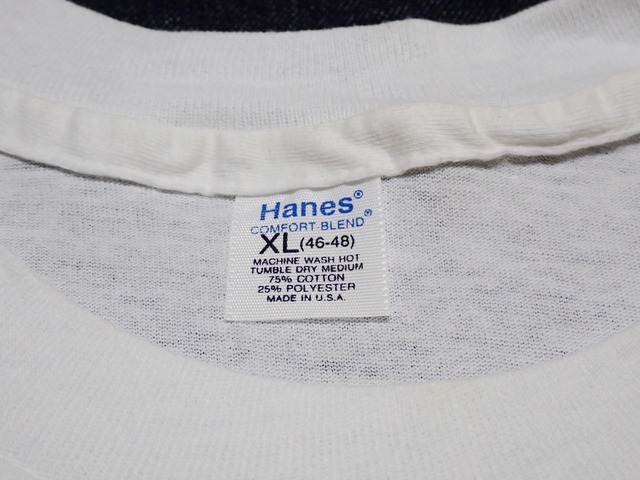 Hanes®
COMFORT-BLEND®
XL (46-48)
MACHINE WASH HOT
TUMBLE DRY MEDIUM
75% COTTON
25% POLYESTER
MADE IN U.S.A.